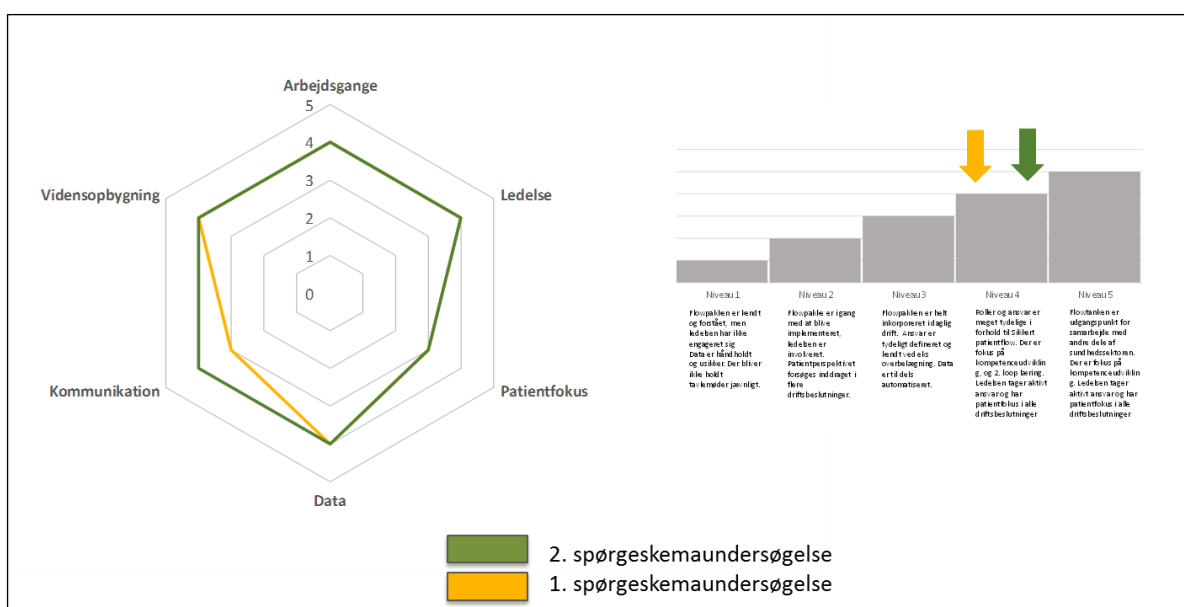 Arbejdsgange
5
4
3
2
1
0
Vidensopbygning
Ledelse
Kommunikation
Patientfokus
Data
Niveau 1
Niveau 2
Niveau 3
Niveau 4
Niveau 5
Flowpakken er kendt
og forstået, men
ledelsen har ikke
engageret sig
Data er håndholdt
og usikker. Der bliver
ikke holdt
tavlemøder jævnligt.
Flowpakke er i gang
med at blive
implementeret,
ledelsen er
involveret.
Patientperspektivet
forsøges inddraget i
flere
driftsbeslutninger.
Flowpakken er helt
inkorporeret i daglig
drift. Ansvar er
tydeligt defineret og
kendt ved eks
overbelægning. Data
er til dels
automatiseret.
Roller og ansvar er
meget tydelige i
forhold til Sikkert
patientflow. Der er
fokus på
kompetenceudviklin
g, og 2. loop læring.
Ledelsen tager aktivt
ansvar og har
patientfokus i alle
driftsbeslutninger
Flowtanken er
udgangspunkt for
samarbejde med
andre dele af
sundhedssektoren.
Der er fokus på
kompetenceudviklin
g. Ledelsen tager
aktivt ansvar og har
patientfokus i alle
driftsbeslutninger
2. spørgeskemaundersøgelse
1. spørgeskemaundersøgelse